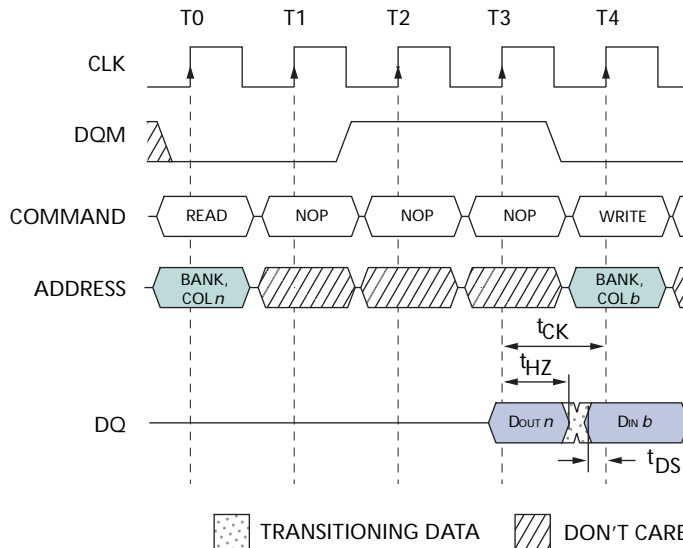 T0 T1 T2 T3 T4
CLK
DQM
COMMAND READ NOP NOP NOP WRITE
ADDRESS BANK, COL n BANK, COL b
tCK
tHZ
DQ DOUT n DIN b
tDS
TRANSITIONING DATA DON'T CARE